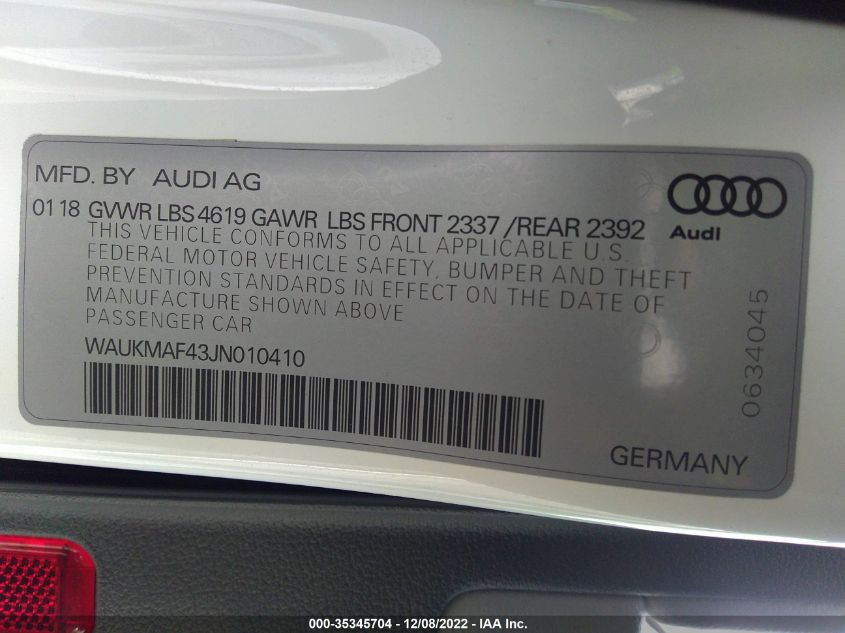 MFD. BY AUDI AG
01 18 GVWR LBS 4619 GAWR LBS FRONT 2337 /REAR 2392
THIS VEHICLE CONFORMS TO ALL APPLICABLE U.S.
FEDERAL MOTOR VEHICLE SAFETY, BUMPER AND THEFT
PREVENTION STANDARDS IN EFFECT ON THE DATE OF
MANUFACTURE SHOWN ABOVE
PASSENGER CAR
WAUKMAF43JN010410
Audi
0634045
GERMANY
000-35345704 - 12/08/2022 - IAA Inc.